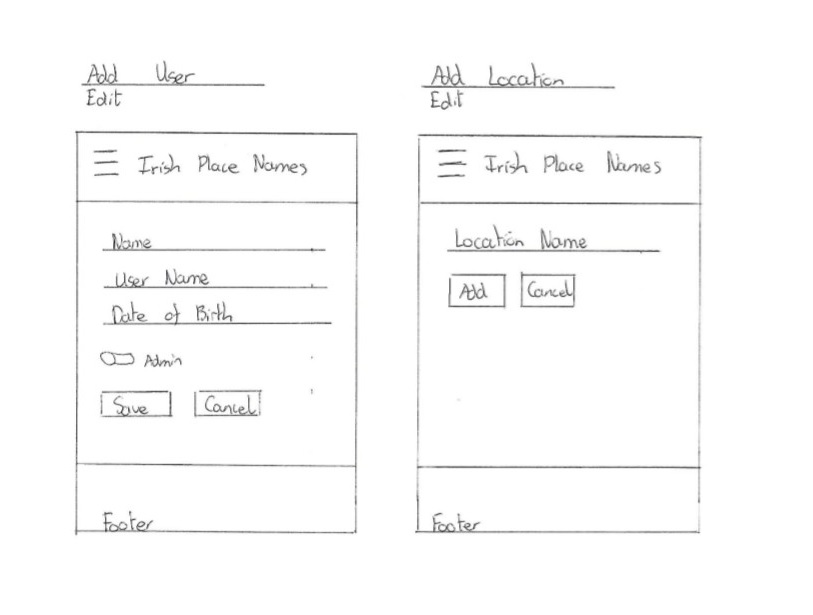 Add User
Edit
Irish Place Names
Name
User Name
Date of Birth
Admin
Save
Cancel
Footer
Add Location
Edit
Irish Place Names
Location Name
Add
Cancel
Footer